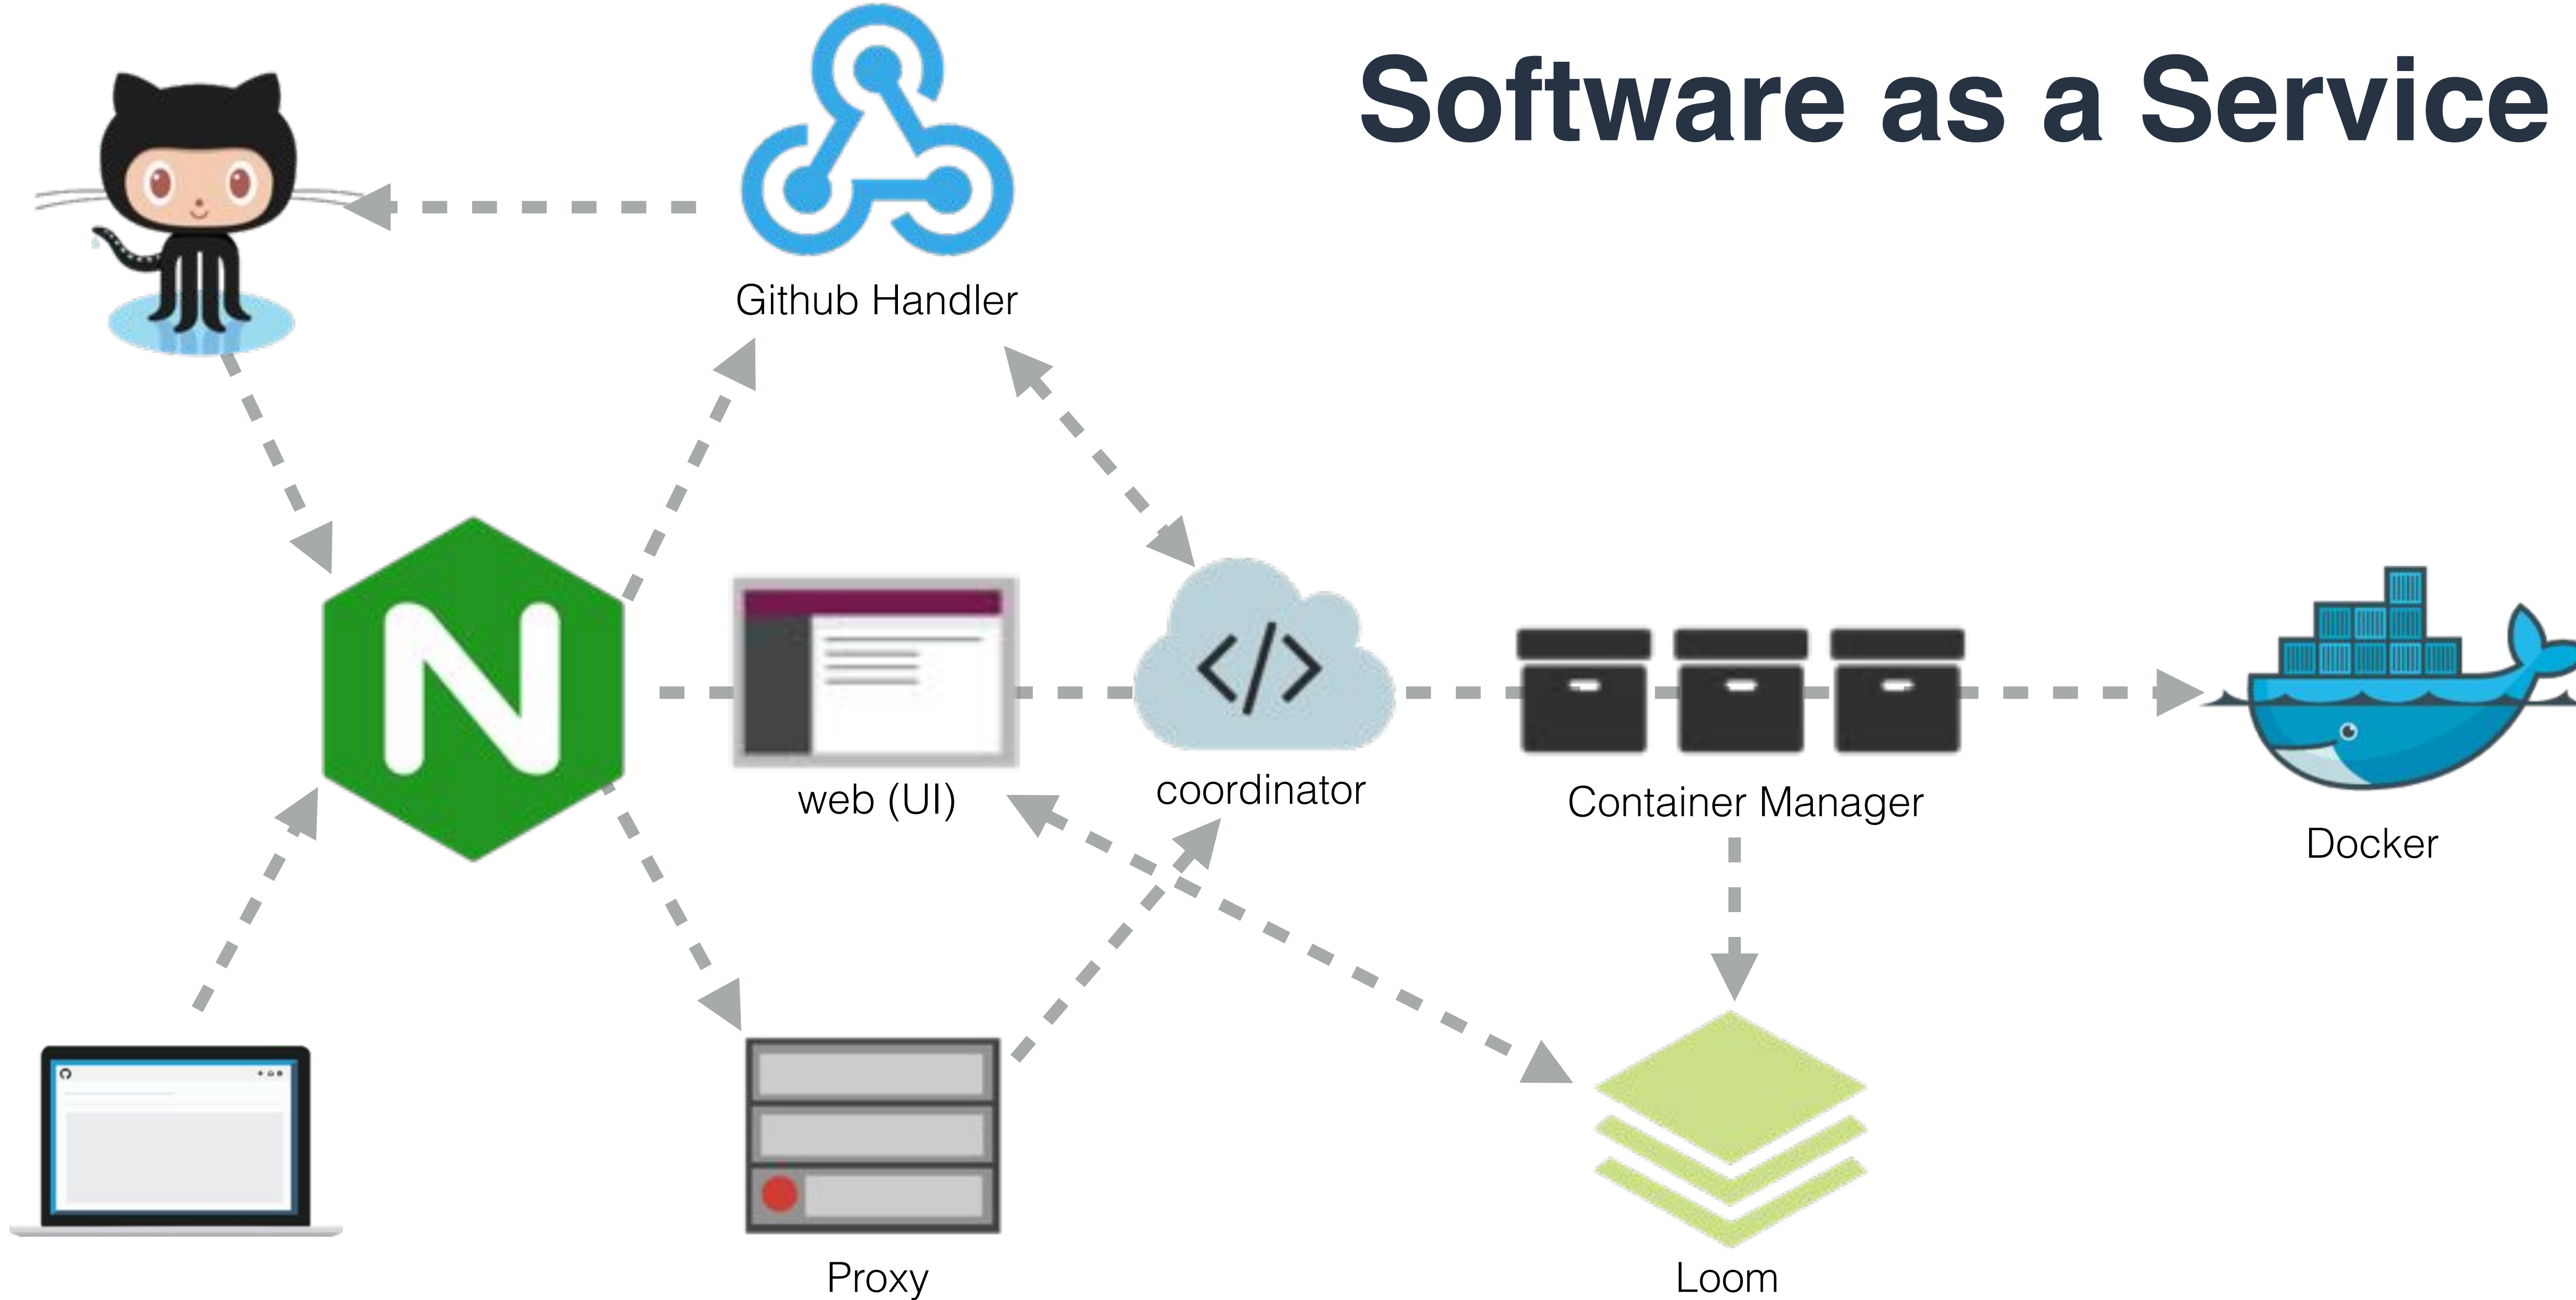 Software as a Service
Github Handler
web (UI)
coordinator
Container Manager
Docker
Proxy
Loom